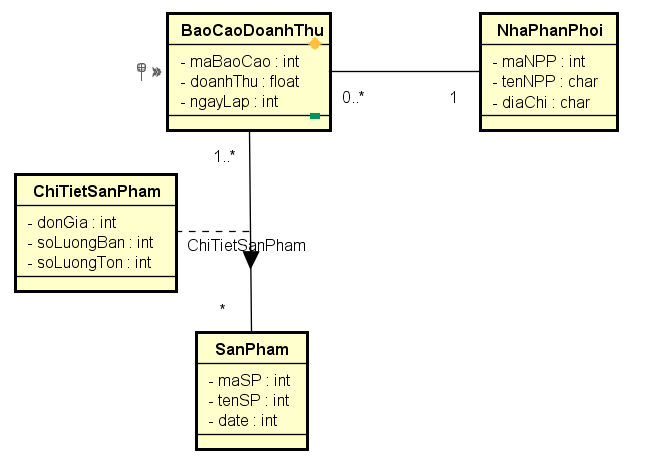 BaoCaoDoanhThu
- maBaoCao : int
- doanhThu : float
- ngayLap : int
NhaPhanPhoi
- maNPP : int
- tenNPP : char
- diaChi : char
0..*
1
1..*
ChiTietSanPham
- donGia : int
- soLuongBan : int
- soLuongTon : int
ChiTietSanPham
*
SanPham
- maSP : int
- tenSP : int
- date : int